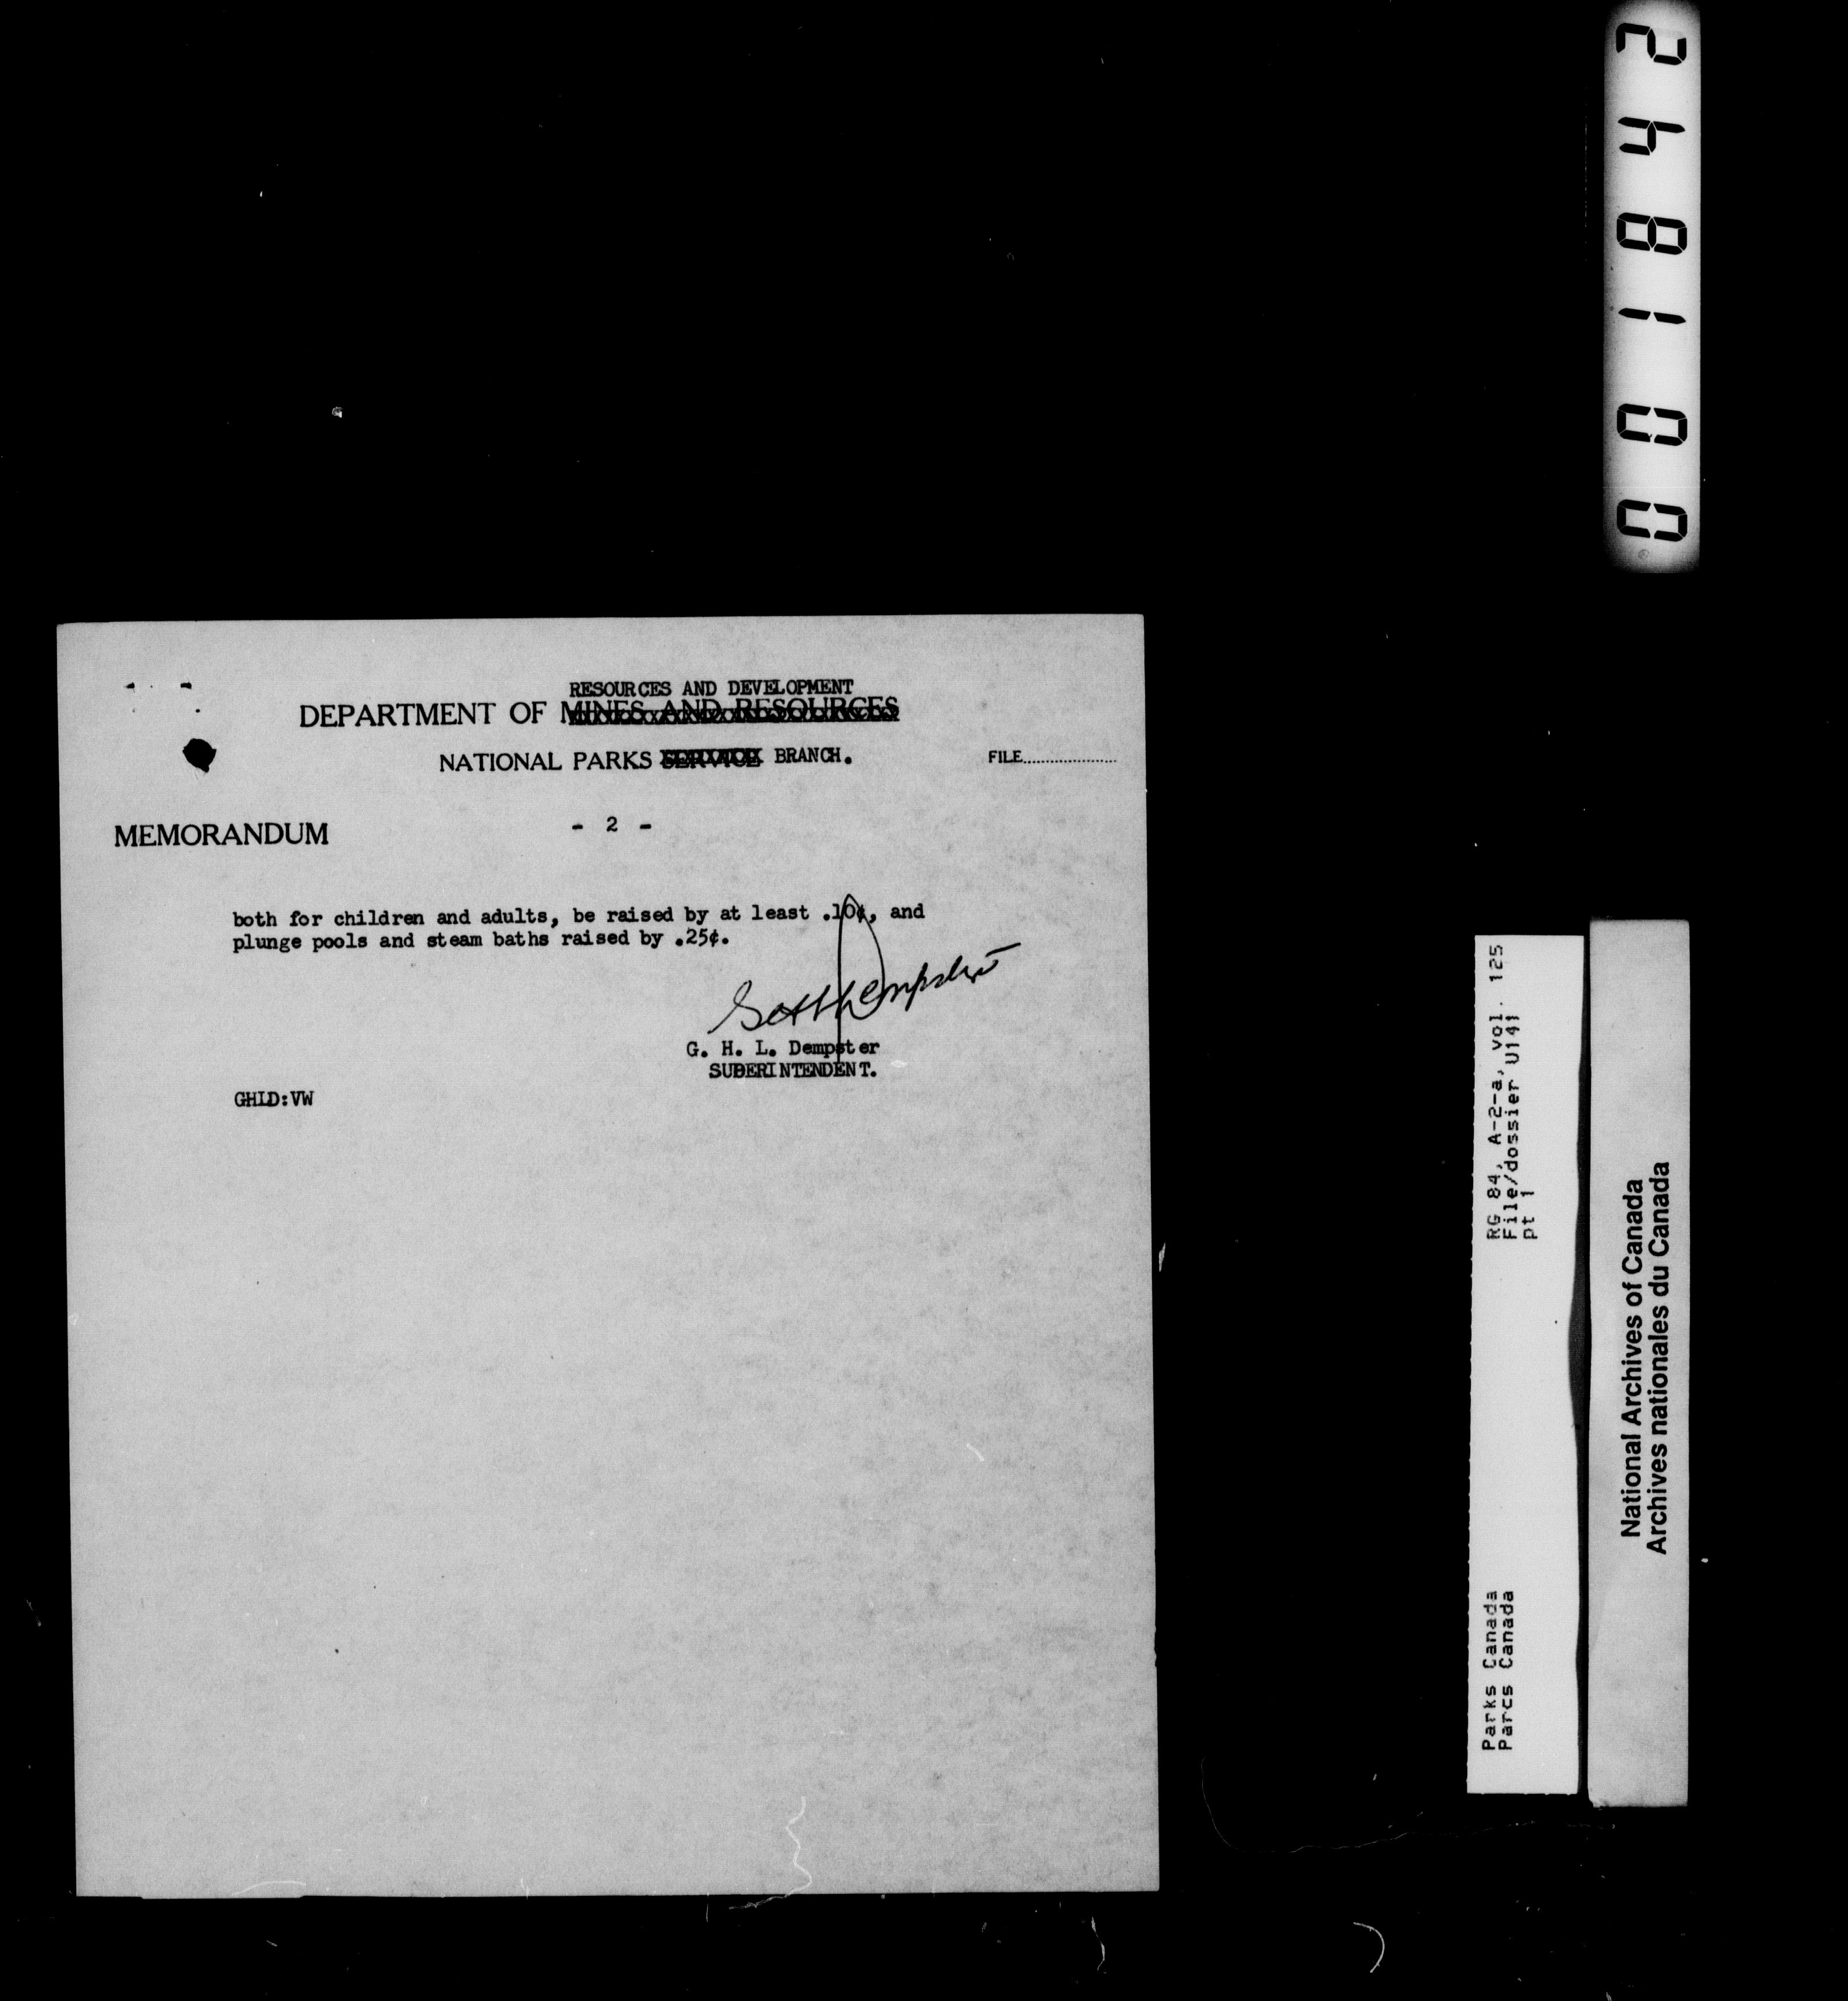 RESOURCES AND DEVELOPMENT
DEPARTMENT OF MINES AND RESOURCES
NATIONAL PARKS SERVICE BRANCH.
FILE....................
MEMORANDUM
- 2 -
both for children and adults, be raised by at least .10¢, and
plunge pools and steam baths raised by .25¢.
GHLDempster
G. H. L. Dempster
SUPERINTENDENT.
GHLD:VW
001842
RG 84, A-2-a, vol. 125
File/dossier U141
pt 1
Parks Canada
Parcs Canada
National Archives of Canada
Archives nationales du Canada